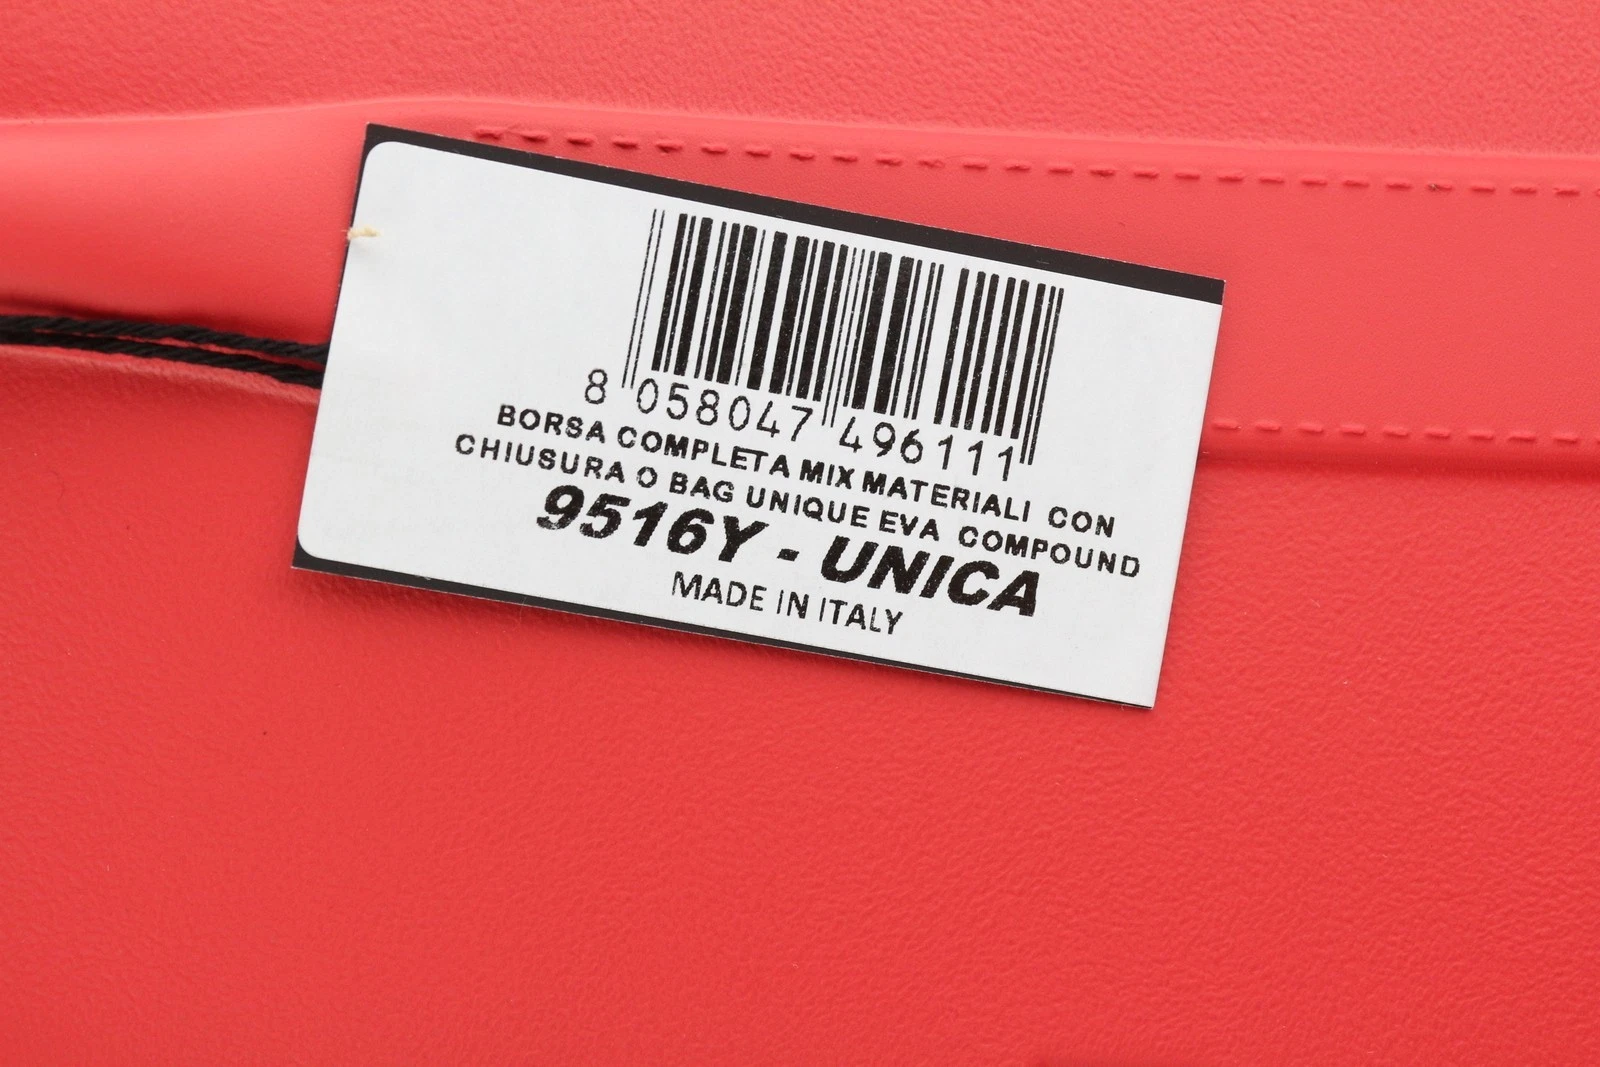 8 058047 496111
BORSA COMPLETA MIX MATERIALI CON
CHIUSURA O BAG UNIQUE EVA COMPOUND
9516Y - UNICA
MADE IN ITALY